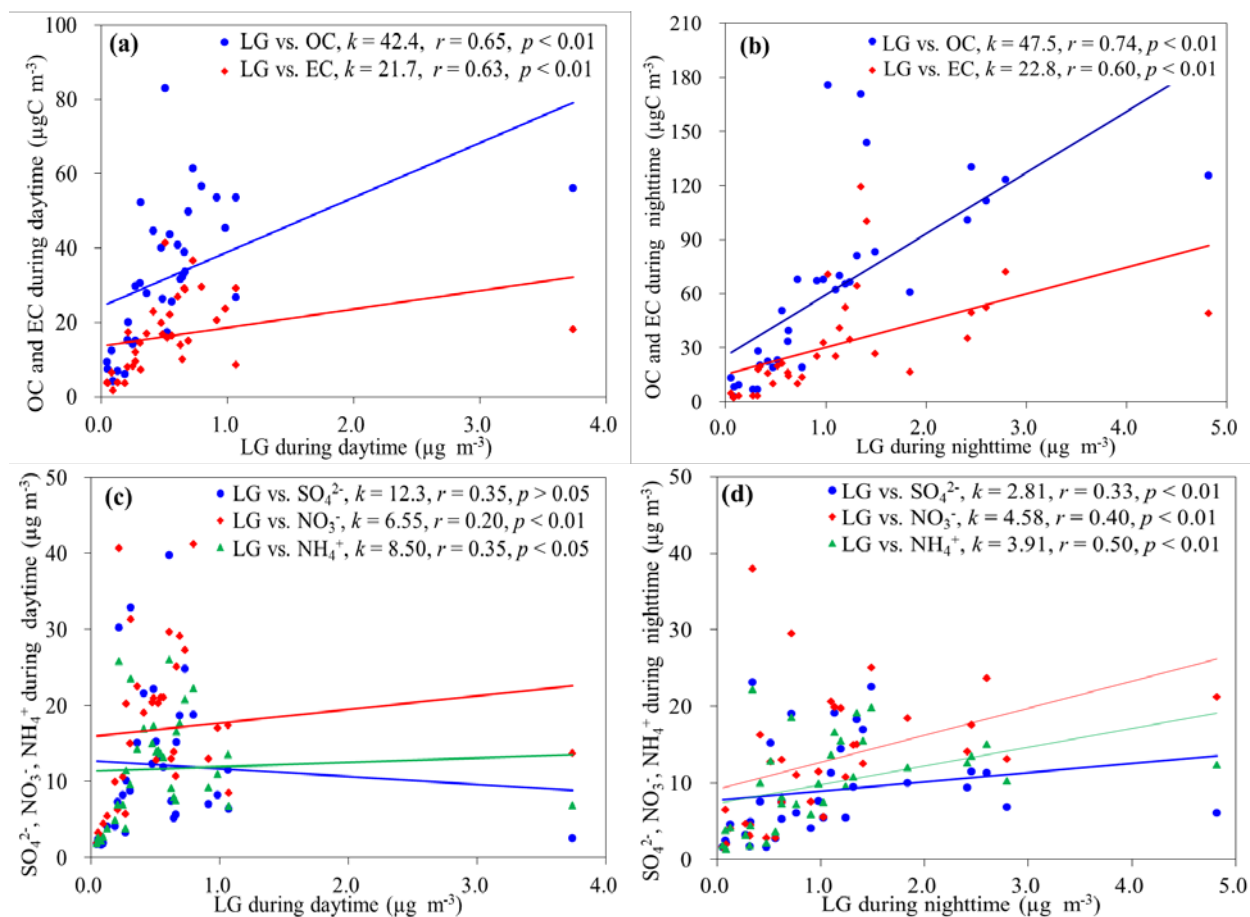 (a)
LG vs. OC, k = 42.4, r = 0.65, p < 0.01
LG vs. EC, k = 21.7, r = 0.63, p < 0.01
OC and EC during daytime (µgC m⁻³)
100
80
60
40
20
0
0.0 1.0 2.0 3.0 4.0
LG during daytime (µg m⁻³)
(b)
LG vs. OC, k = 47.5, r = 0.74, p < 0.01
LG vs. EC, k = 22.8, r = 0.60, p < 0.01
OC and EC during nighttime (µgC m⁻³)
210
180
150
120
90
60
30
0
0.0 1.0 2.0 3.0 4.0 5.0
LG during nighttime (µg m⁻³)
(c)
LG vs. SO₄²⁻, k = 12.3, r = 0.35, p > 0.05
LG vs. NO₃⁻, k = 6.55, r = 0.20, p < 0.01
LG vs. NH₄⁺, k = 8.50, r = 0.35, p < 0.05
SO₄²⁻, NO₃⁻, NH₄⁺ during daytime (µg m⁻³)
50
40
30
20
10
0
0.0 1.0 2.0 3.0 4.0
LG during daytime (µg m⁻³)
(d)
LG vs. SO₄²⁻, k = 2.81, r = 0.33, p < 0.01
LG vs. NO₃⁻, k = 4.58, r = 0.40, p < 0.01
LG vs. NH₄⁺, k = 3.91, r = 0.50, p < 0.01
SO₄²⁻, NO₃⁻, NH₄⁺ during nighttime (µg m⁻³)
50
40
30
20
10
0
0.0 1.0 2.0 3.0 4.0 5.0
LG during nighttime (µg m⁻³)